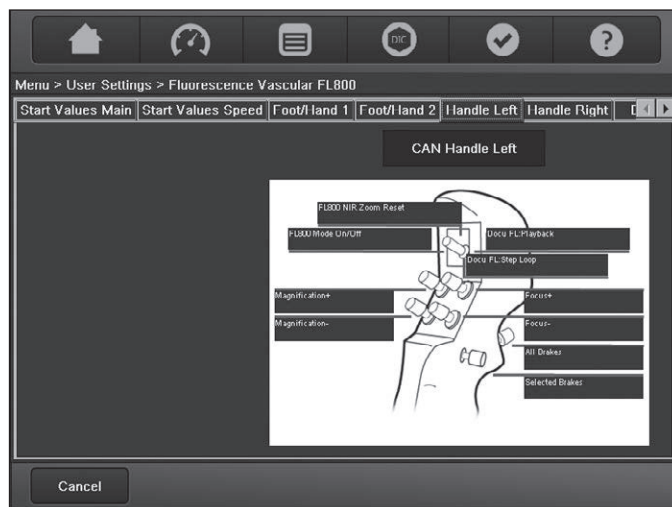 DIC
?
Menu > User Settings > Fluorescence Vascular FL800
Start Values Main Start Values Speed Foot/Hand 1 Foot/Hand 2 Handle Left Handle Right
CAN Handle Left
FL800 NIR Zoom Reset
FL800 Mode On/Off
Docu FL:Playback
Docu FL:Step Loop
Magnification+
Focus+
Magnification-
Focus-
All Brakes
Selected Brakes
Cancel